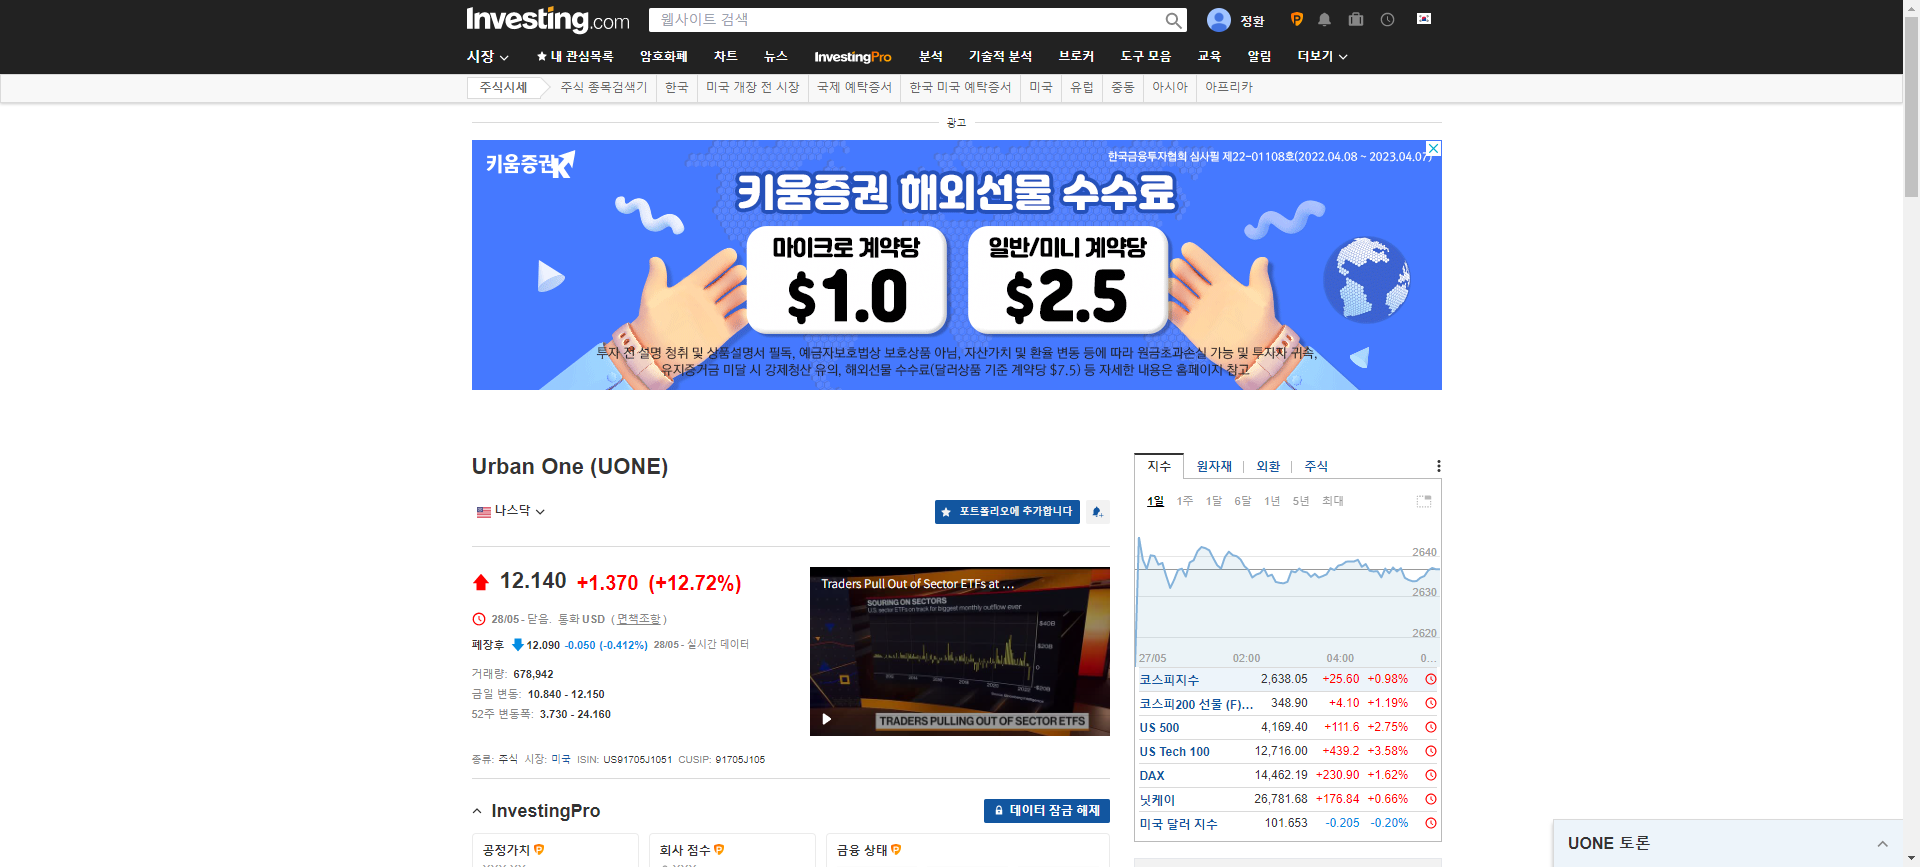 Investing.com
웹사이트 검색
정환
시장
내 관심목록
암호화폐
차트
뉴스
InvestingPro
분석
기술적 분석
브로커
도구 모음
교육
알림
더보기
주식시세
주식 종목검색기
한국
미국 개장 전 시장
국제 예탁증서
한국 미국 예탁증서
미국
유럽
중동
아시아
아프리카
광고
키움증권
한국금융투자협회 심사필 제22-01108호(2022.04.08 ~ 2023.04.07)
키움증권 해외선물 수수료
마이크로 계약당
$1.0
일반/미니 계약당
$2.5
투자 전 설명 청취 및 상품설명서 필독, 예금자보호법상 보호상품 아님, 자산가치 및 환율 변동 등에 따라 원금초과손실 가능 및 투자자 귀속,
유지증거금 미달 시 강제청산 유의, 해외선물 수수료(달러상품 기준 계약당 $7.5) 등 자세한 내용은 홈페이지 참고
Urban One (UONE)
나스닥
포트폴리오에 추가합니다
12.140 +1.370 (+12.72%)
28/05 - 닫음. 통화 USD ( 면책조항 )
폐장후 12.090 -0.050 (-0.412%) 28/05 - 실시간 데이터
거래량: 678,942
금일 변동: 10.840 - 12.150
52주 변동폭: 3.730 - 24.160
Traders Pull Out of Sector ETFs at ...
SOURING ON SECTORS
U.S. sector ETFs on track for biggest monthly outflow ever
$40B
$20B
0
-$20B
2012 2014 2016 2018 2020 2022
TRADERS PULLING OUT OF SECTOR ETFS
종류: 주식 시장: 미국 ISIN: US91705J1051 CUSIP: 91705J105
InvestingPro
데이터 잠금 해제
공정가치
회사 점수
금융 상태
지수
원자재
외환
주식
1일 1주 1달 6달 1년 5년 최대
2640
2630
2620
27/05 02:00 04:00 0...
코스피지수 2,638.05 +25.60 +0.98%
코스피200 선물 (F)... 348.90 +4.10 +1.19%
US 500 4,169.40 +111.6 +2.75%
US Tech 100 12,716.00 +439.2 +3.58%
DAX 14,462.19 +230.90 +1.62%
닛케이 26,781.68 +176.84 +0.66%
미국 달러 지수 101.653 -0.205 -0.20%
UONE 토론